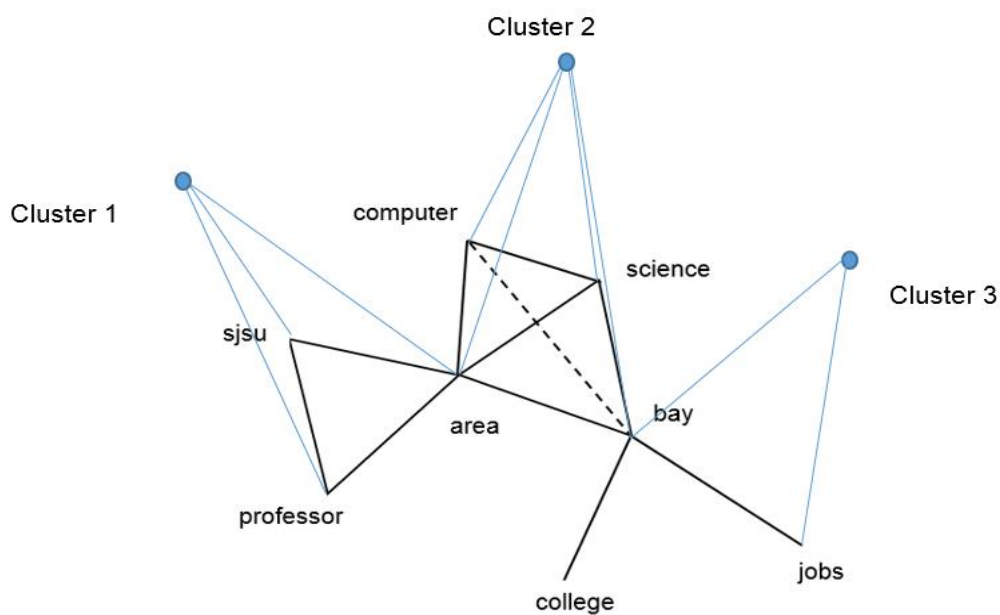 Cluster 2
Cluster 1
computer
science
Cluster 3
sjsu
bay
area
professor
jobs
college